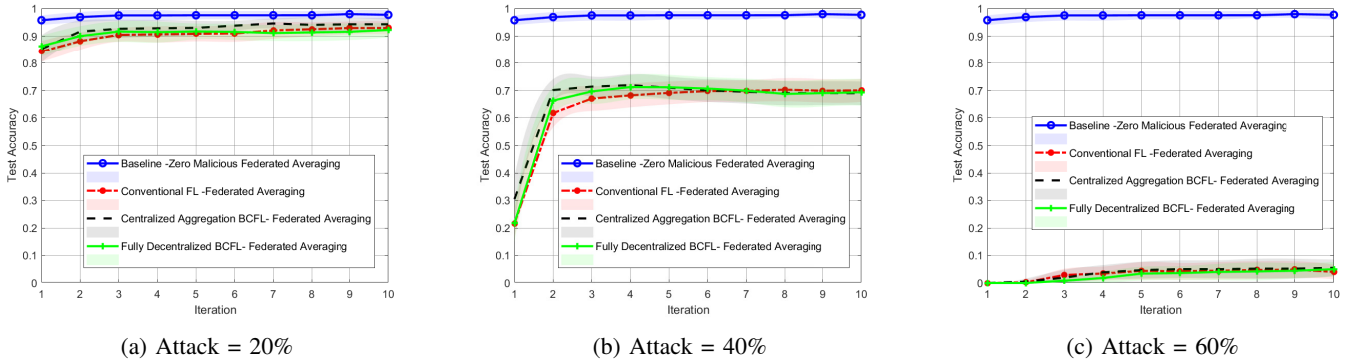 1
0.9
0.8
0.7
0.6
0.5
0.4
0.3
0.2
0.1
0
Test Accuracy
Baseline -Zero Malicious Federated Averaging
Conventional FL -Federated Averaging
Centralized Aggregation BCFL- Federated Averaging
Fully Decentralized BCFL- Federated Averaging
1 2 3 4 5 6 7 8 9 10
Iteration
(a) Attack = 20%
1
0.9
0.8
0.7
0.6
0.5
0.4
0.3
0.2
0.1
0
Test Accuracy
Baseline -Zero Malicious Federated Averaging
Conventional FL -Federated Averaging
Centralized Aggregation BCFL- Federated Averaging
Fully Decentralized BCFL- Federated Averaging
1 2 3 4 5 6 7 8 9 10
Iteration
(b) Attack = 40%
1
0.9
0.8
0.7
0.6
0.5
0.4
0.3
0.2
0.1
0
Test Accuracy
Baseline -Zero Malicious Federated Averaging
Conventional FL -Federated Averaging
Centralized Aggregation BCFL- Federated Averaging
Fully Decentralized BCFL- Federated Averaging
1 2 3 4 5 6 7 8 9 10
Iteration
(c) Attack = 60%